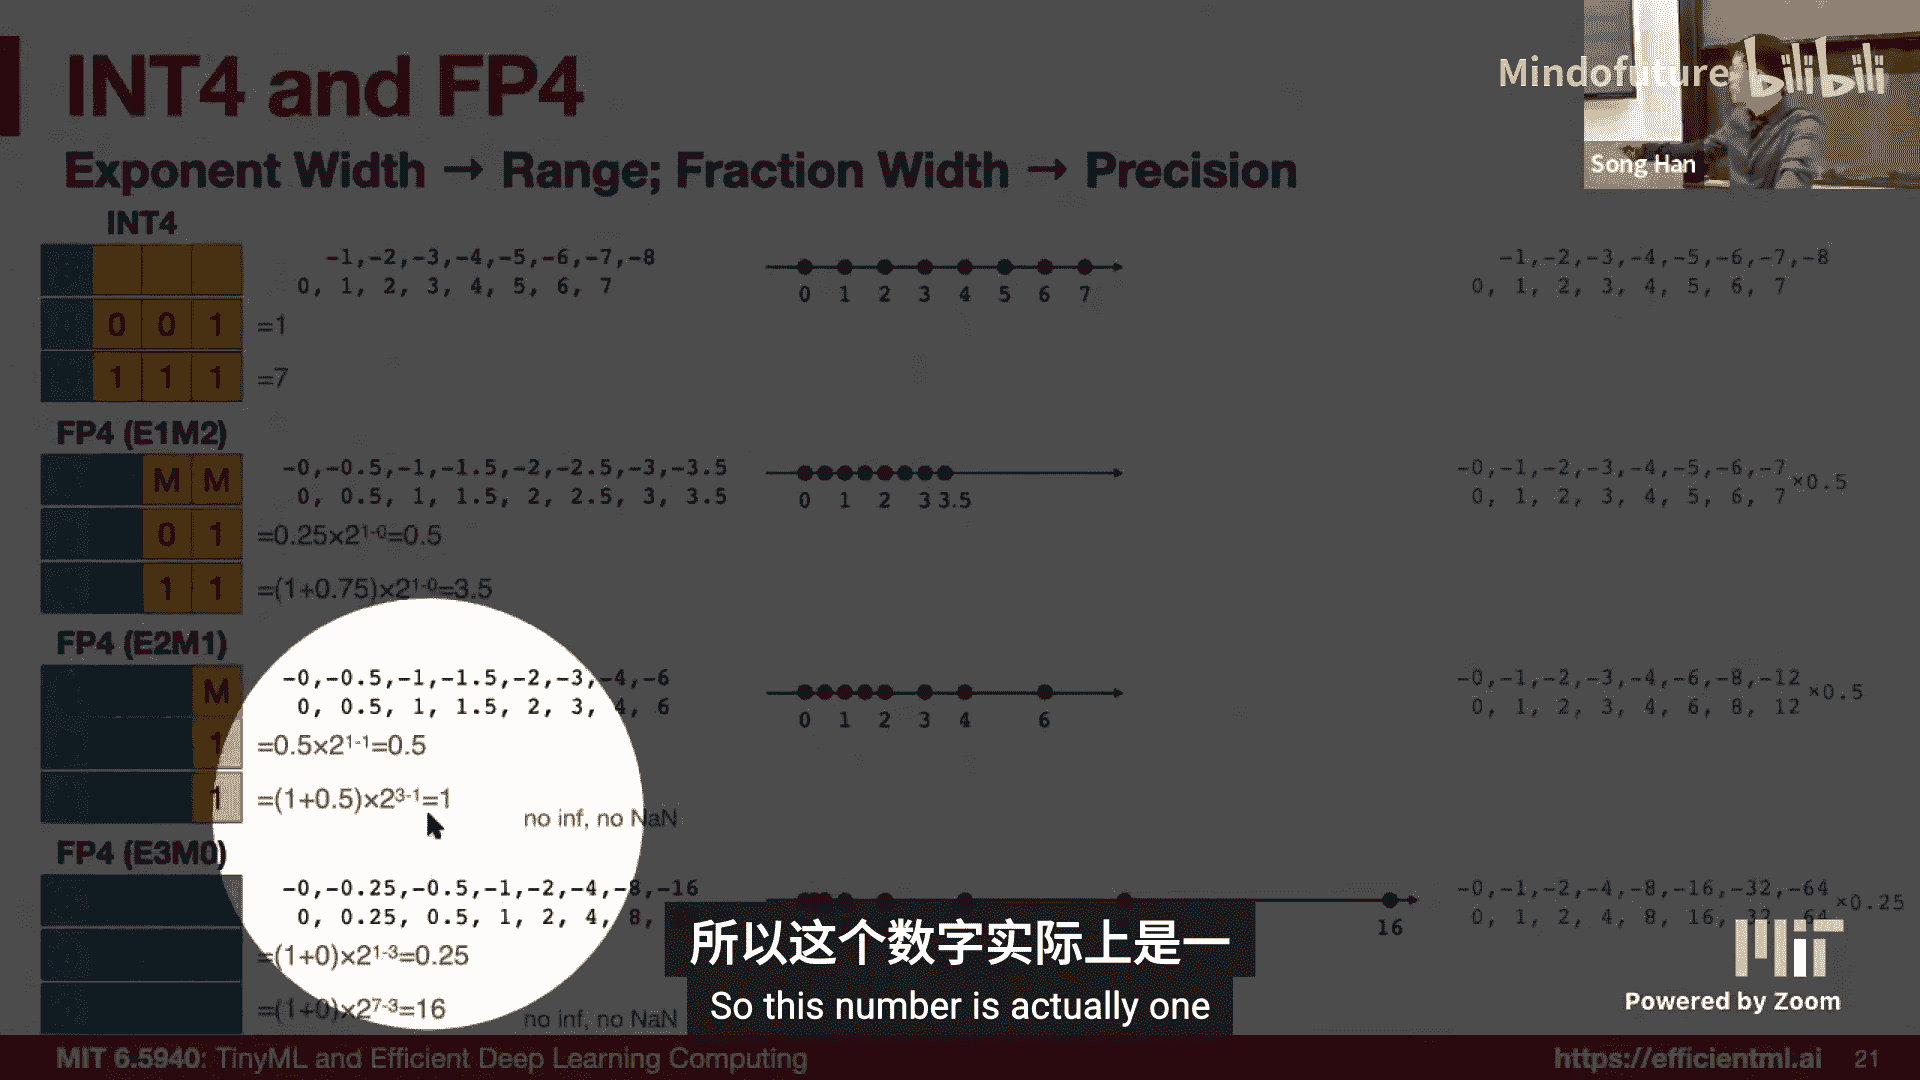 INT4 and FP4
Mindofuture bilibili
Song Han
Exponent Width → Range; Fraction Width → Precision
INT4
-1,-2,-3,-4,-5,-6,-7,-8
0, 1, 2, 3, 4, 5, 6, 7
0 1 2 3 4 5 6 7
-1,-2,-3,-4,-5,-6,-7,-8
0, 1, 2, 3, 4, 5, 6, 7
0 0 1 =1
1 1 1 =7
FP4 (E1M2)
M M
-0,-0.5,-1,-1.5,-2,-2.5,-3,-3.5
0, 0.5, 1, 1.5, 2, 2.5, 3, 3.5
0 1 2 3 3.5
-0,-1,-2,-3,-4,-5,-6,-7
0, 1, 2, 3, 4, 5, 6, 7
×0.5
0 1 =0.25×2¹⁻⁰=0.5
1 1 =(1+0.75)×2¹⁻⁰=3.5
FP4 (E2M1)
M
-0,-0.5,-1,-1.5,-2,-3,-4,-6
0, 0.5, 1, 1.5, 2, 3, 4, 6
0 1 2 3 4 6
-0,-1,-2,-3,-4,-6,-8,-12
0, 1, 2, 3, 4, 6, 8, 12
×0.5
1 =0.5×2¹⁻¹=0.5
1 =(1+0.5)×2³⁻¹=1
no inf, no NaN
FP4 (E3M0)
-0,-0.25,-0.5,-1,-2,-4,-8,-16
0, 0.25, 0.5, 1, 2, 4, 8,
16
-0,-1,-2,-4,-8,-16,-32,-64
0, 1, 2, 4, 8, 16, 32, 64
×0.25
=(1+0)×2¹⁻³=0.25
=(1+0)×2⁷⁻³=16
no inf, no NaN
所以这个数字实际上是一
So this number is actually one
MIT
Powered by Zoom
MIT 6.5940: TinyML and Efficient Deep Learning Computing
https://efficientml.ai
21